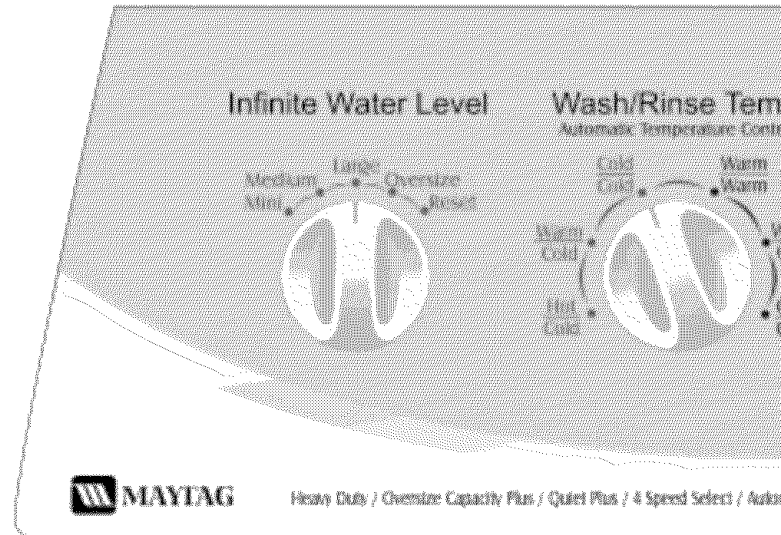 Infinite Water Level
Wash/Rinse Tem
Automatic Temperature Contr
Mini
Medium
Large
Oversize
Reset
Cold
Cold
Warm
Warm
Warm
Cold
Hot
Cold
MAYTAG
Heavy Duty / Oversize Capacity Plus / Quiet Plus / 4 Speed Select / Auto